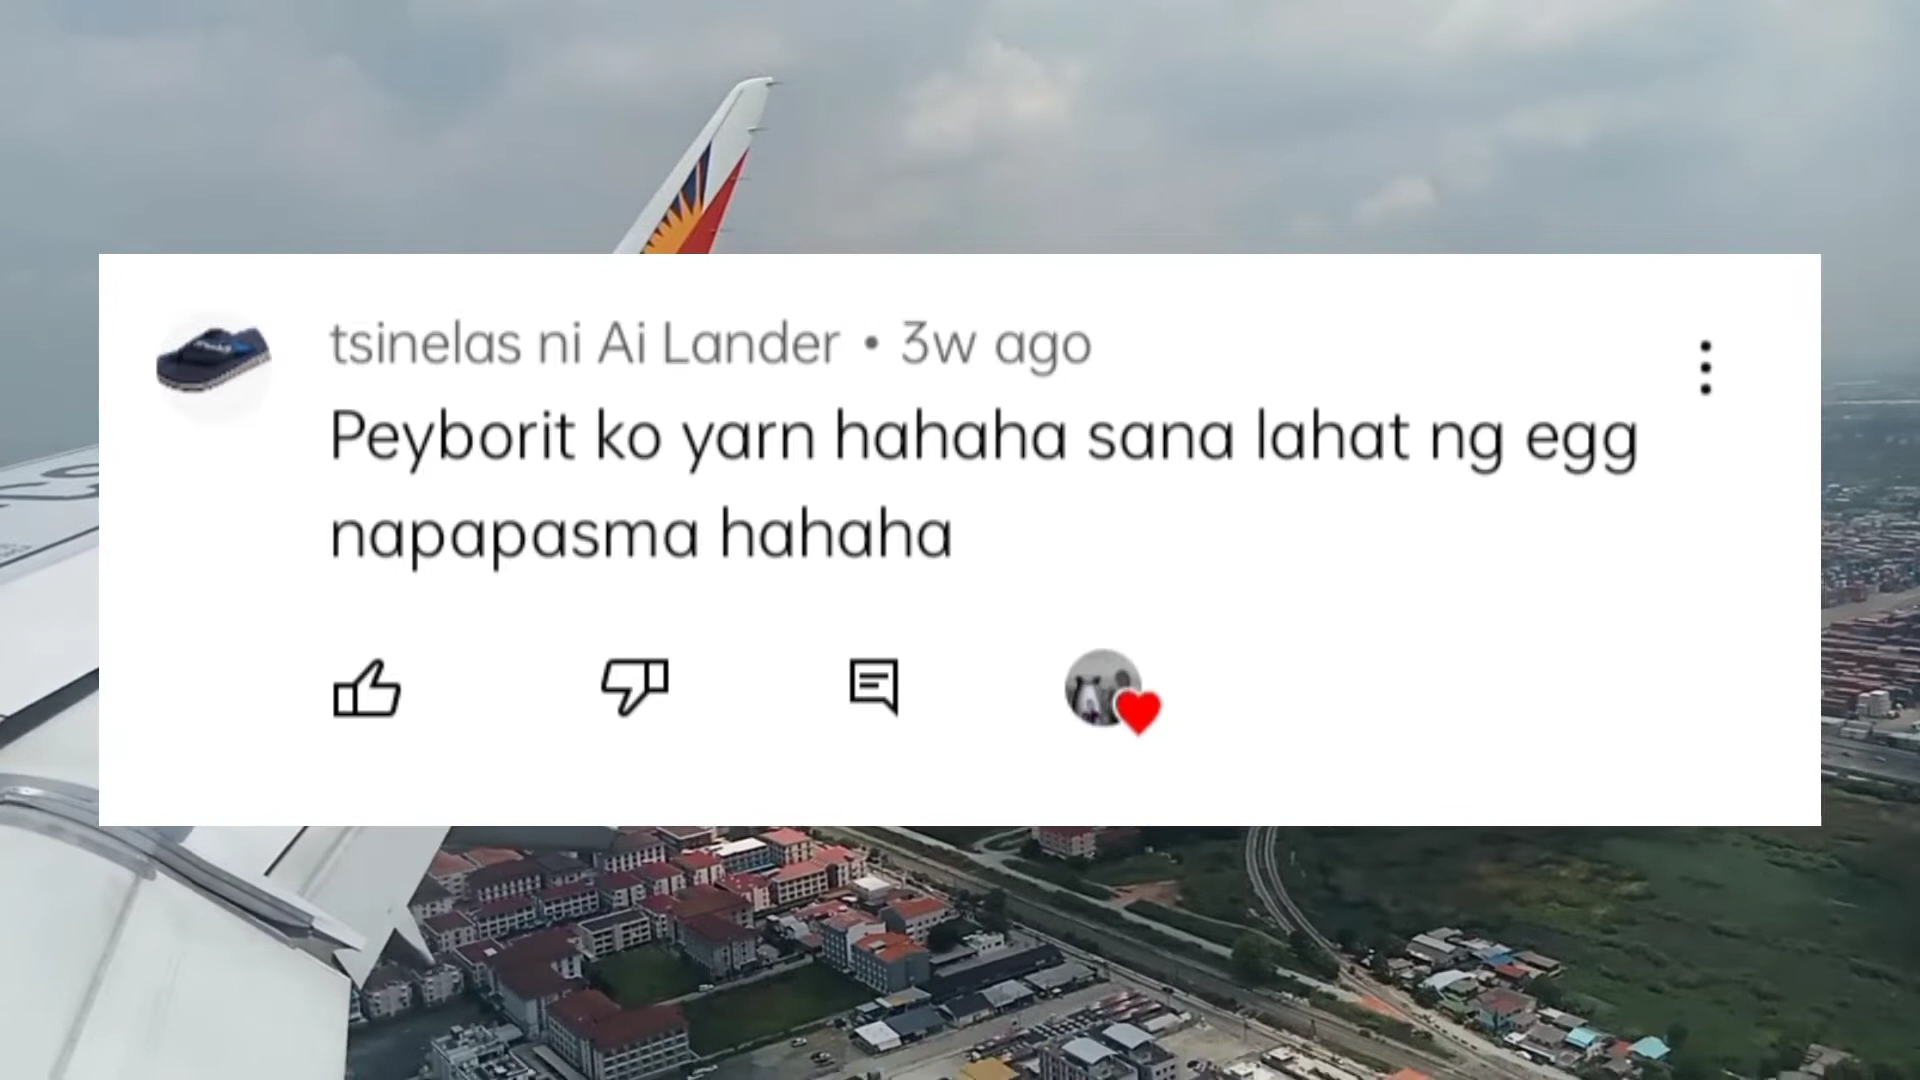 tsinelas ni Ai Lander • 3w ago
Peyborit ko yarn hahaha sana lahat ng egg
napapasma hahaha